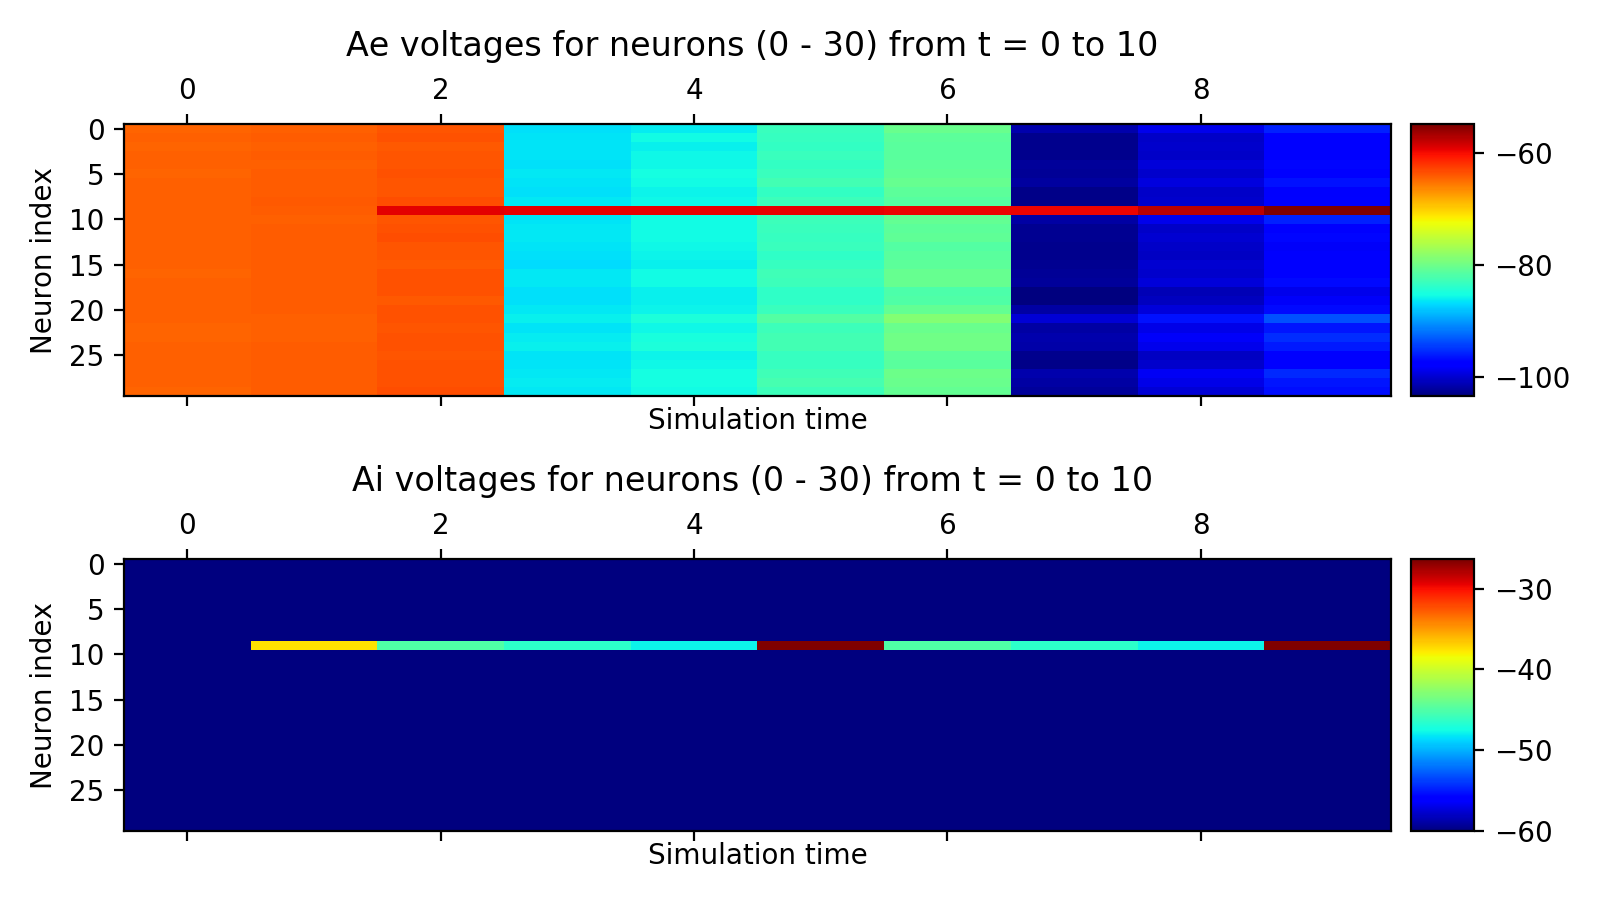 Ae voltages for neurons (0 - 30) from t = 0 to 10
0 2 4 6 8
Neuron index
0
5
10
15
20
25
−60
−80
−100
Simulation time
Ai voltages for neurons (0 - 30) from t = 0 to 10
0 2 4 6 8
Neuron index
0
5
10
15
20
25
−30
−40
−50
−60
Simulation time